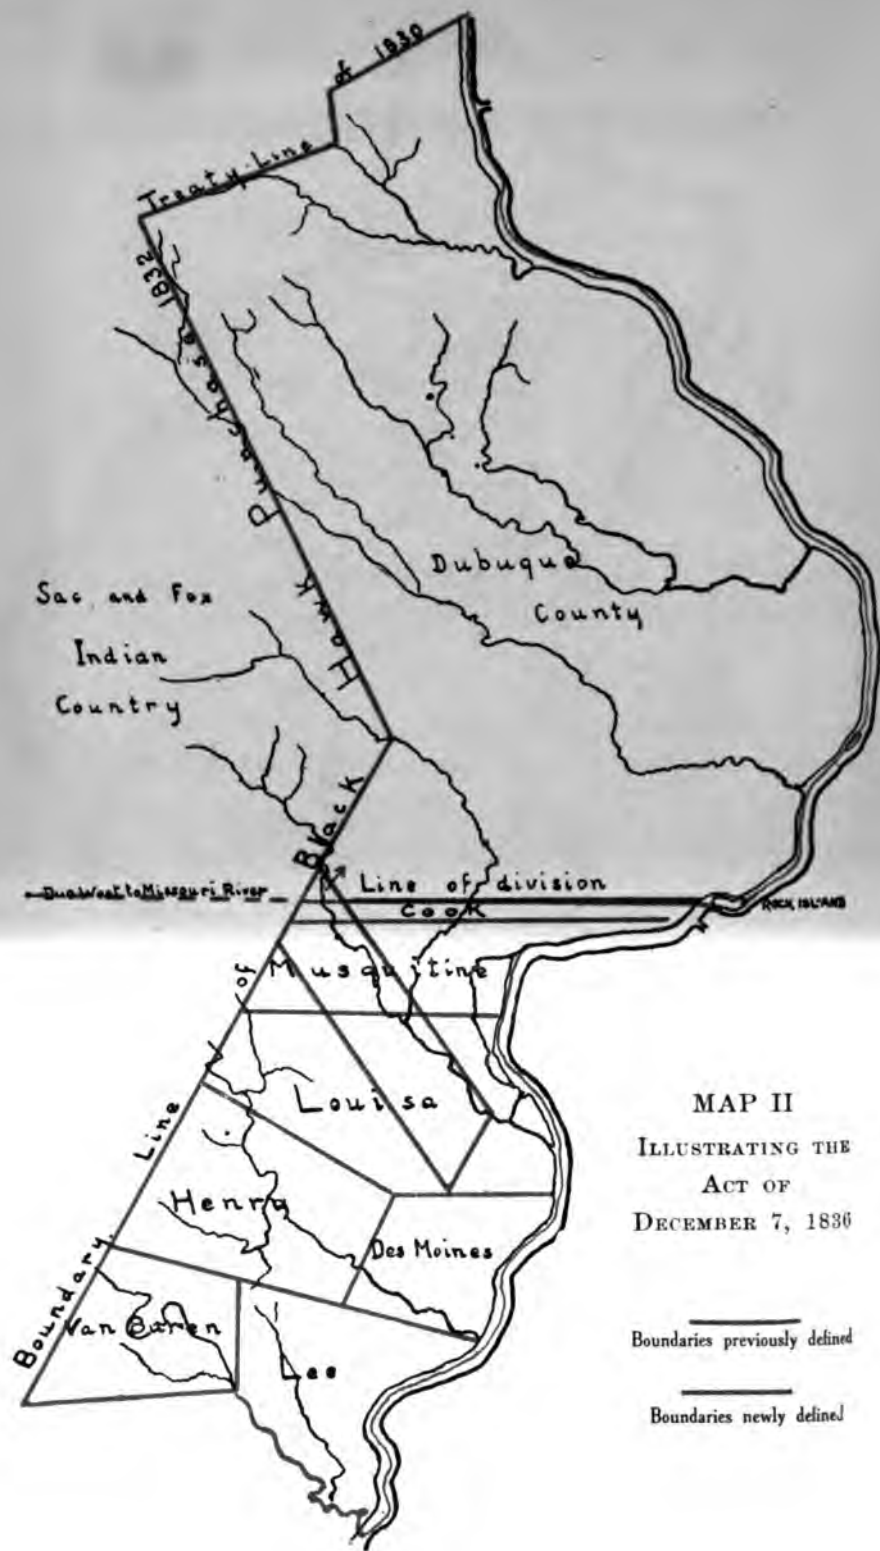 Treaty-Line of 1830
Boundary Line of Black Hawk Purchase 1832
Dubuque
County
Sac and Fox
Indian
Country
Line of division
Due West to Missouri River
Cook
ROCK ISLAND
Musquitine
Louisa
Henry
Des Moines
Van Buren
Lee
MAP II
ILLUSTRATING THE
ACT OF
DECEMBER 7, 1836
Boundaries previously defined
Boundaries newly defined